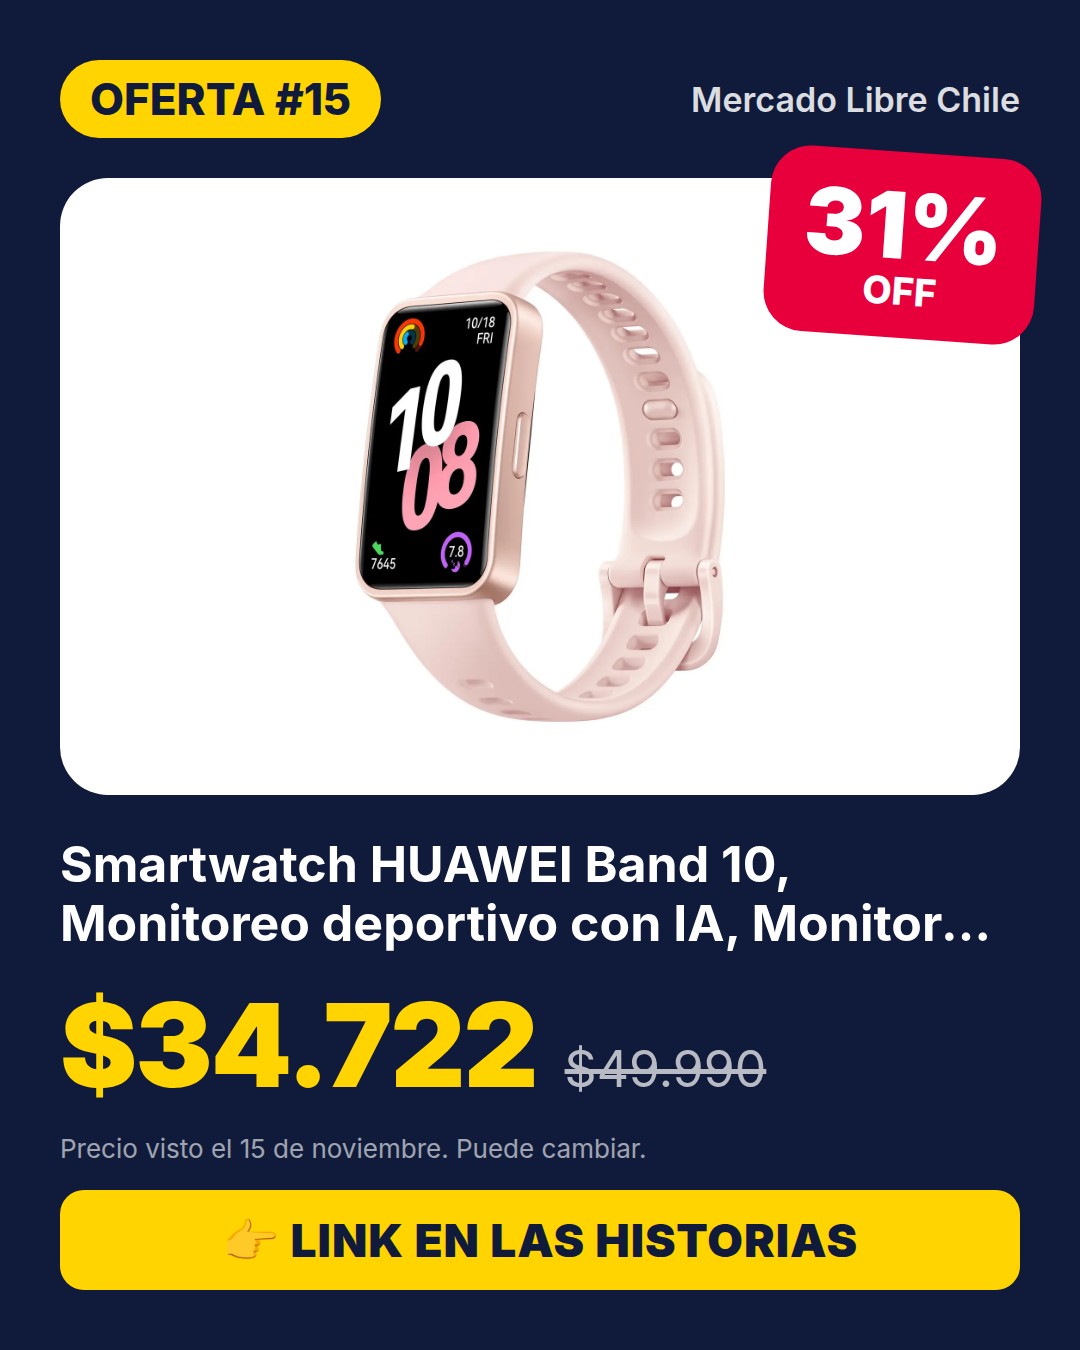 OFERTA #15
Mercado Libre Chile
31%
OFF
10/18
FRI
10
08
7645
7.8
Smartwatch HUAWEI Band 10,
Monitoreo deportivo con IA, Monitor...
$34.722 $49.990
Precio visto el 15 de noviembre. Puede cambiar.
👉 LINK EN LAS HISTORIAS